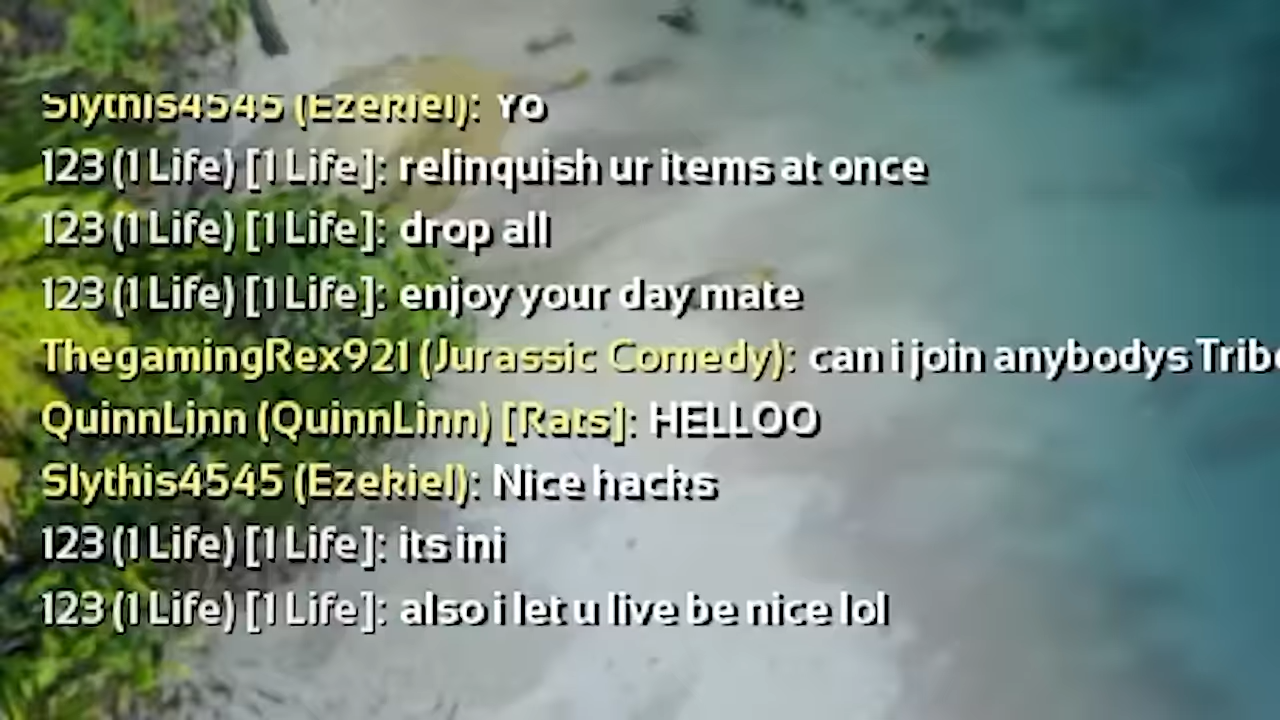 Slythis4545 (Ezekiel): Yo
123 (1 Life) [1 Life]: relinquish ur items at once
123 (1 Life) [1 Life]: drop all
123 (1 Life) [1 Life]: enjoy your day mate
ThegamingRex921 (Jurassic Comedy): can i join anybodys Tribe
QuinnLinn (QuinnLinn) [Rats]: HELLOO
Slythis4545 (Ezekiel): Nice hacks
123 (1 Life) [1 Life]: its ini
123 (1 Life) [1 Life]: also i let u live be nice lol